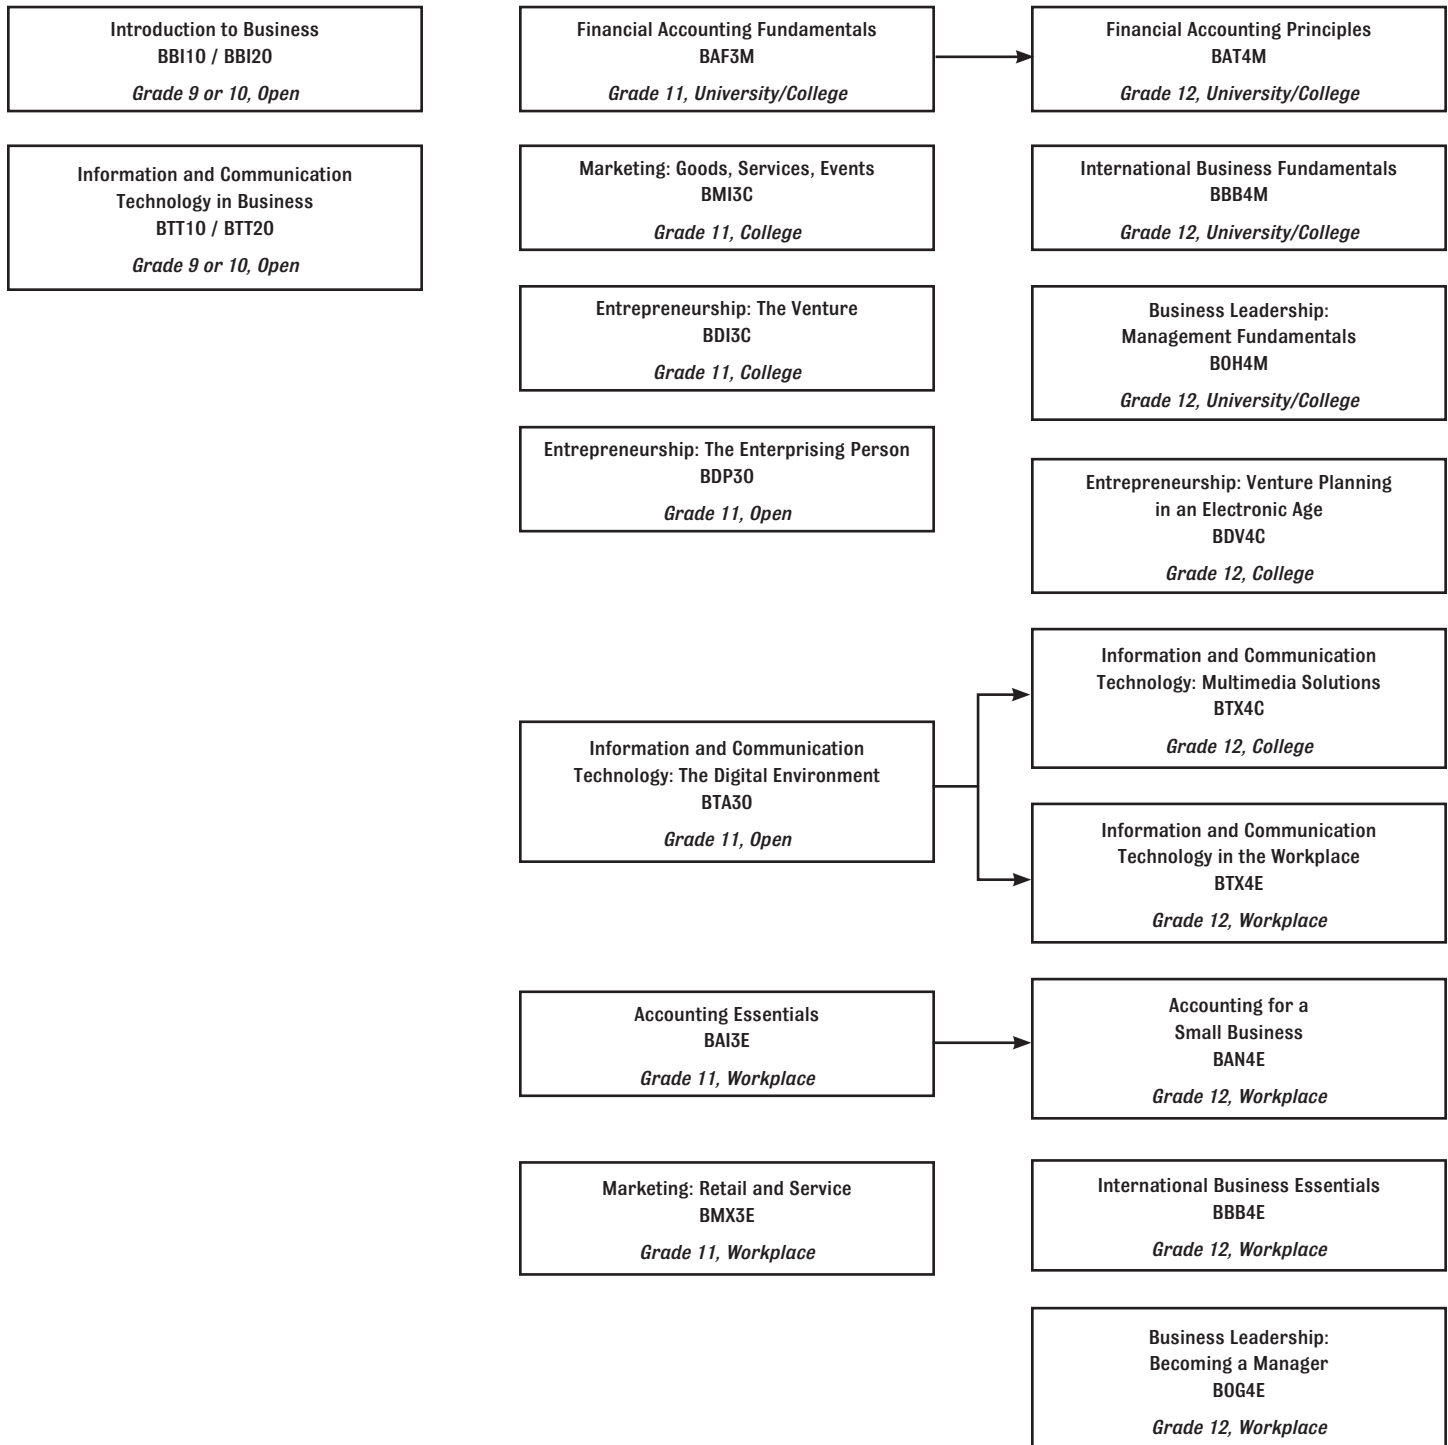 Introduction to Business
BBI1O / BBI2O
Grade 9 or 10, Open
Information and Communication
Technology in Business
BTT1O / BTT2O
Grade 9 or 10, Open
Financial Accounting Fundamentals
BAF3M
Grade 11, University/College
Marketing: Goods, Services, Events
BMI3C
Grade 11, College
Entrepreneurship: The Venture
BDI3C
Grade 11, College
Entrepreneurship: The Enterprising Person
BDP3O
Grade 11, Open
Information and Communication
Technology: The Digital Environment
BTA3O
Grade 11, Open
Accounting Essentials
BAI3E
Grade 11, Workplace
Marketing: Retail and Service
BMX3E
Grade 11, Workplace
Financial Accounting Principles
BAT4M
Grade 12, University/College
International Business Fundamentals
BBB4M
Grade 12, University/College
Business Leadership:
Management Fundamentals
BOH4M
Grade 12, University/College
Entrepreneurship: Venture Planning
in an Electronic Age
BDV4C
Grade 12, College
Information and Communication
Technology: Multimedia Solutions
BTX4C
Grade 12, College
Information and Communication
Technology in the Workplace
BTX4E
Grade 12, Workplace
Accounting for a
Small Business
BAN4E
Grade 12, Workplace
International Business Essentials
BBB4E
Grade 12, Workplace
Business Leadership:
Becoming a Manager
BOG4E
Grade 12, Workplace